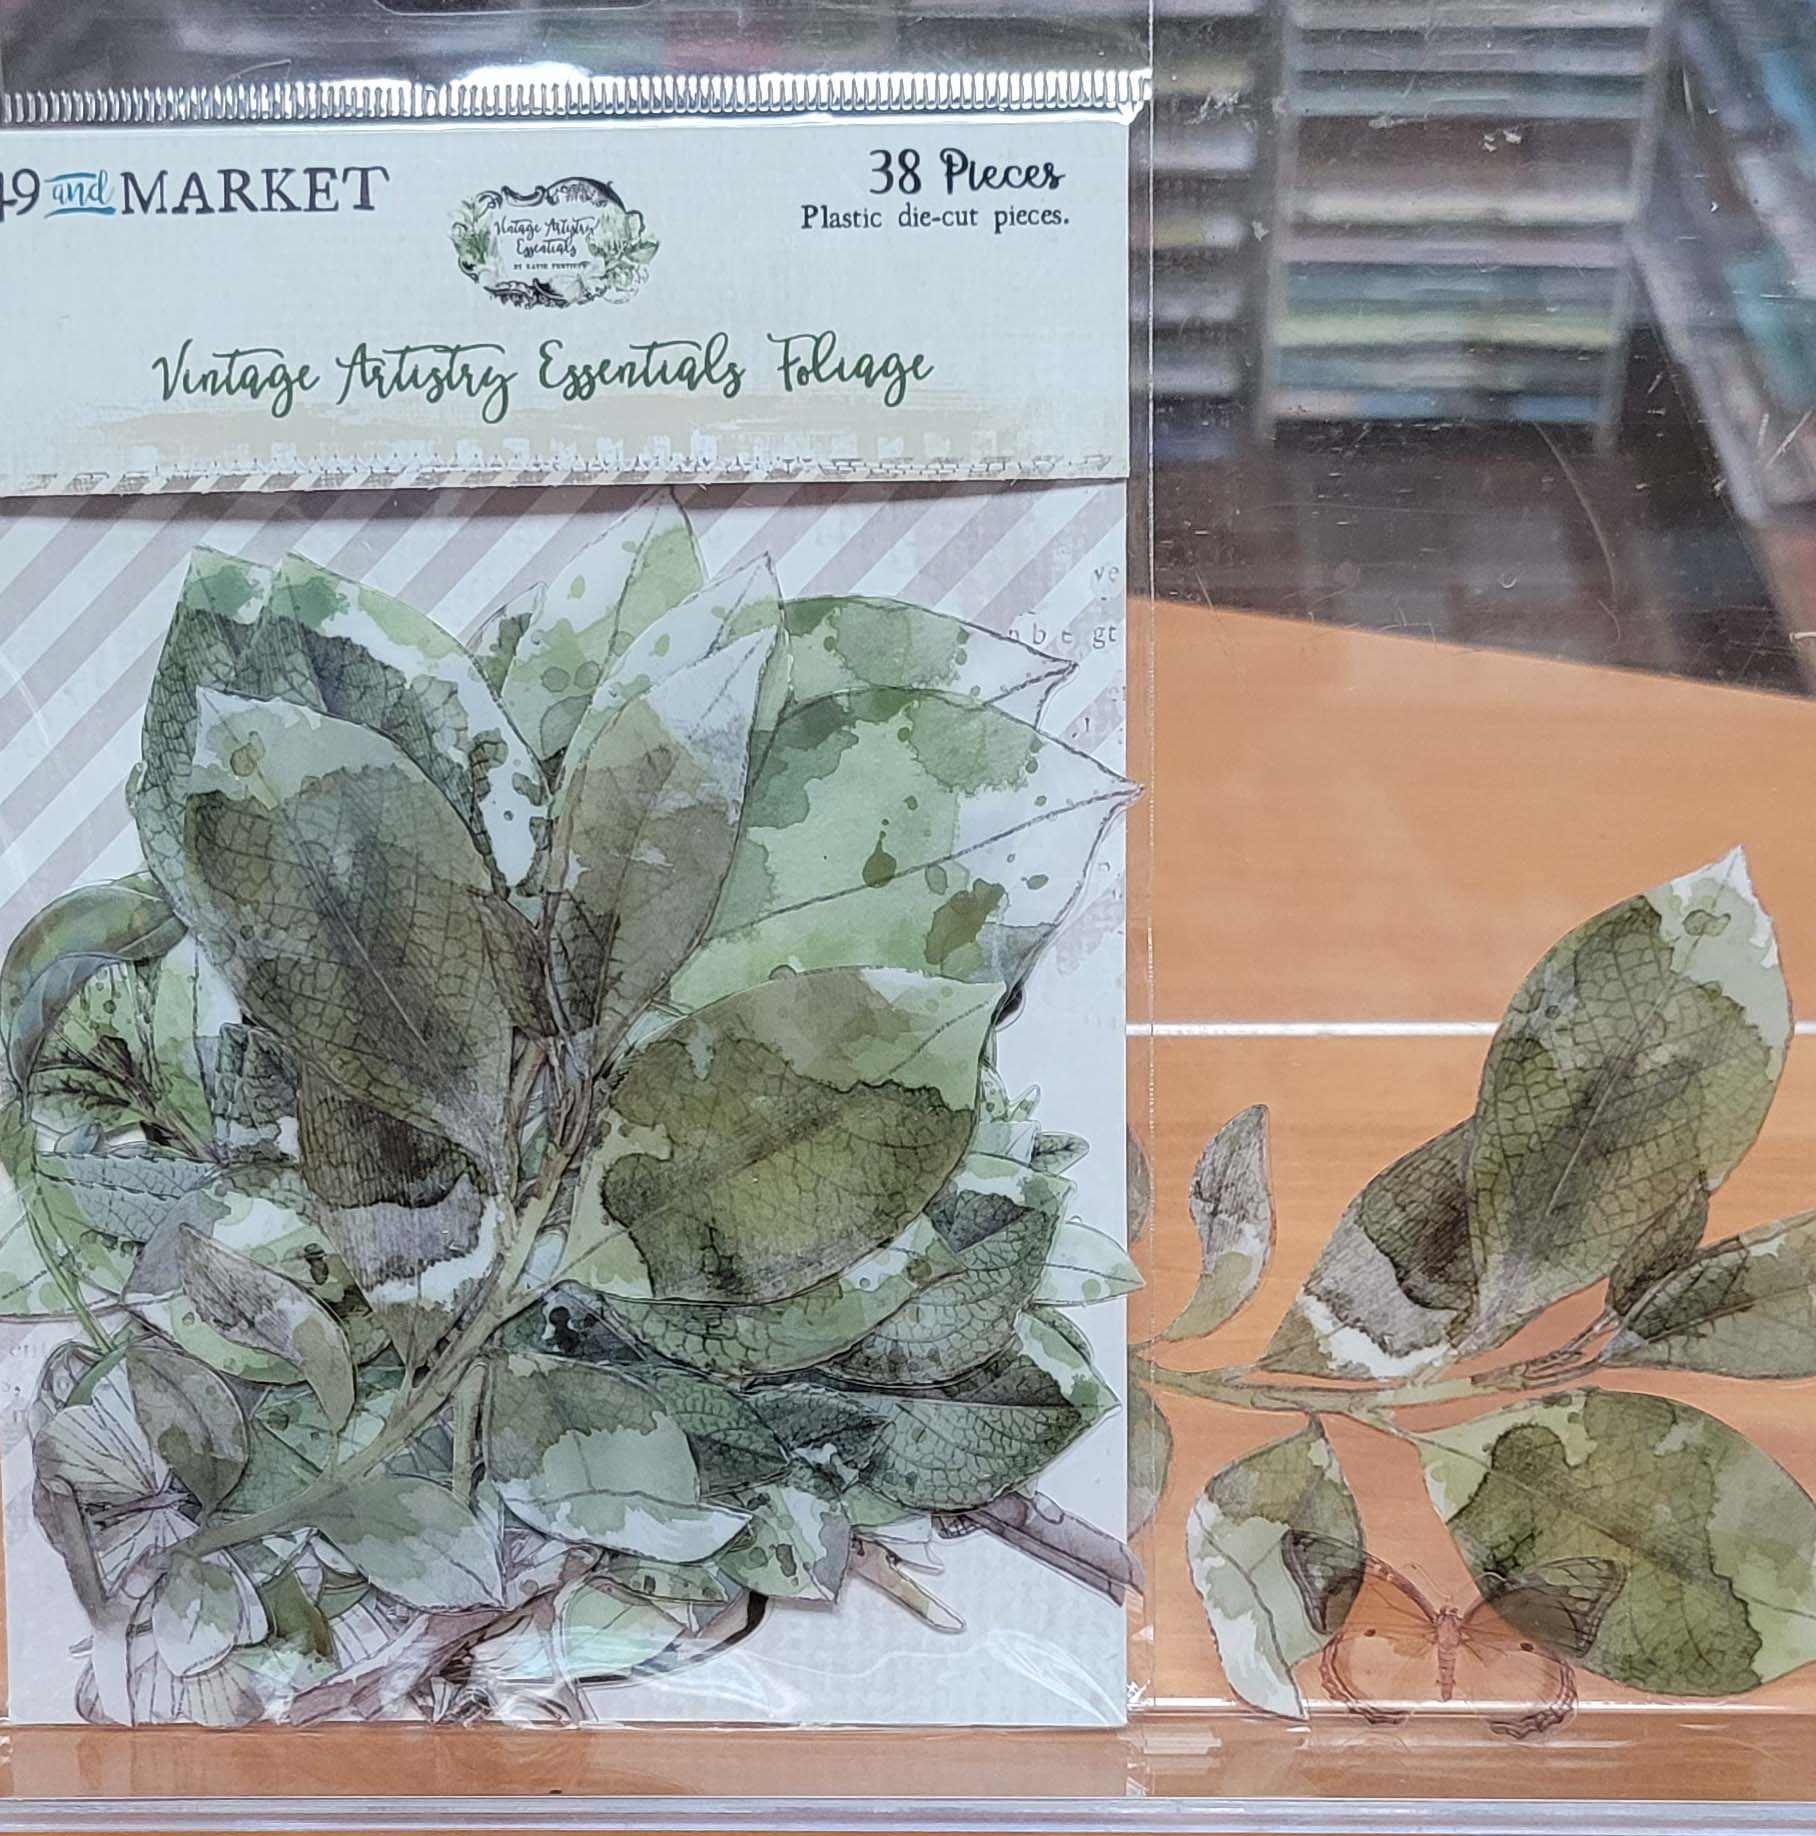 49 and MARKET
38 Pieces
Plastic die-cut pieces.
Vintage Artistry
Essentials
Vintage Artistry Essentials Foliage